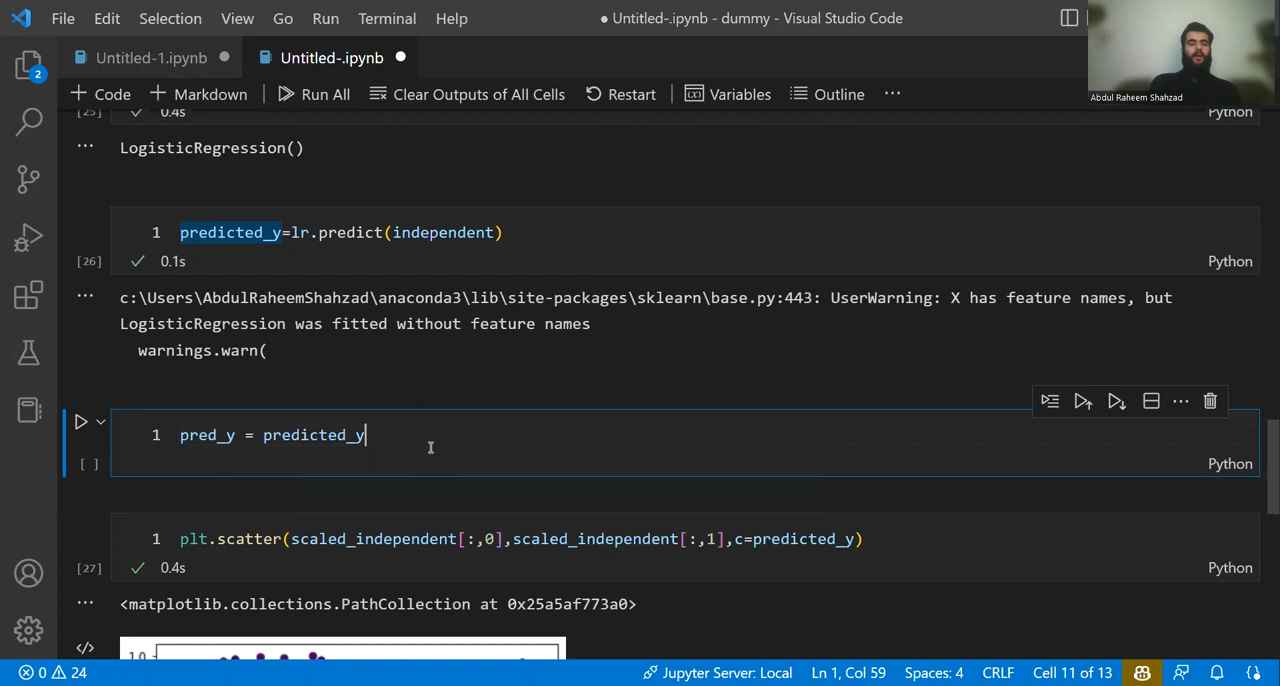 File Edit Selection View Go Run Terminal Help
● Untitled-.ipynb - dummy - Visual Studio Code
Abdul Raheem Shahzad
2
Untitled-1.ipynb
Untitled-.ipynb
+ Code + Markdown | Run All Clear Outputs of All Cells Restart | Variables Outline ...
[25] ✓ 0.4s Python
... LogisticRegression()
1 predicted_y=lr.predict(independent)
[26] ✓ 0.1s Python
... c:\Users\AbdulRaheemShahzad\anaconda3\lib\site-packages\sklearn\base.py:443: UserWarning: X has feature names, but
LogisticRegression was fitted without feature names
warnings.warn(
1 pred_y = predicted_y
[ ] Python
1 plt.scatter(scaled_independent[:,0],scaled_independent[:,1],c=predicted_y)
[27] ✓ 0.4s Python
... <matplotlib.collections.PathCollection at 0x25a5af773a0>
1.0
0 24 Jupyter Server: Local Ln 1, Col 59 Spaces: 4 CRLF Cell 11 of 13